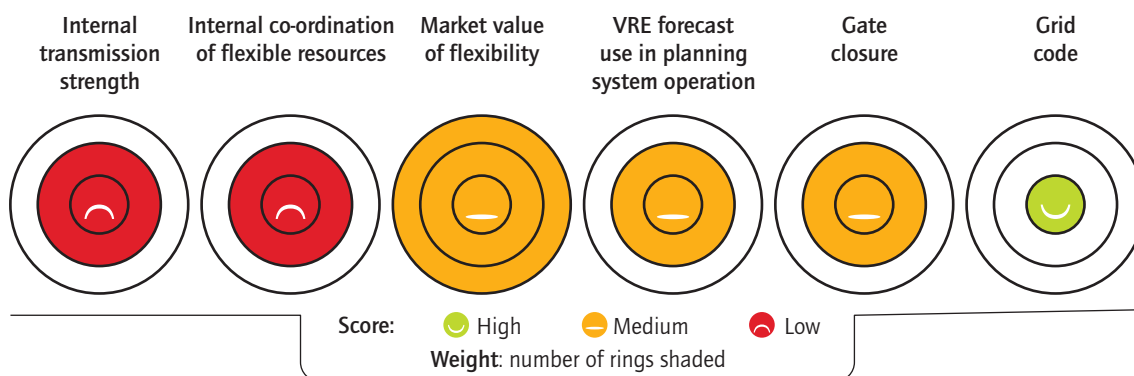 Internal
transmission
strength
Internal co-ordination
of flexible resources
Market value
of flexibility
VRE forecast
use in planning
system operation
Gate
closure
Grid
code
Score: High Medium Low
Weight: number of rings shaded